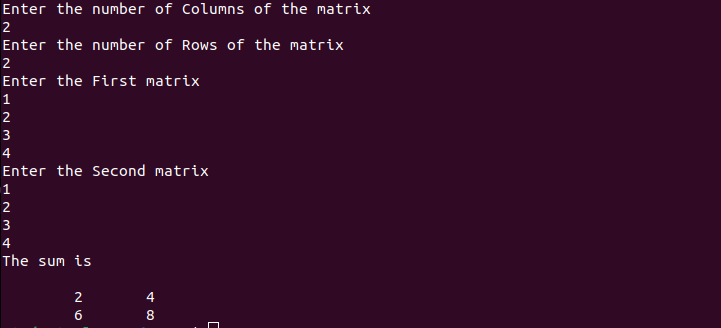 Enter the number of Columns of the matrix
2
Enter the number of Rows of the matrix
2
Enter the First matrix
1
2
3
4
Enter the Second matrix
1
2
3
4
The sum is
2 4
6 8